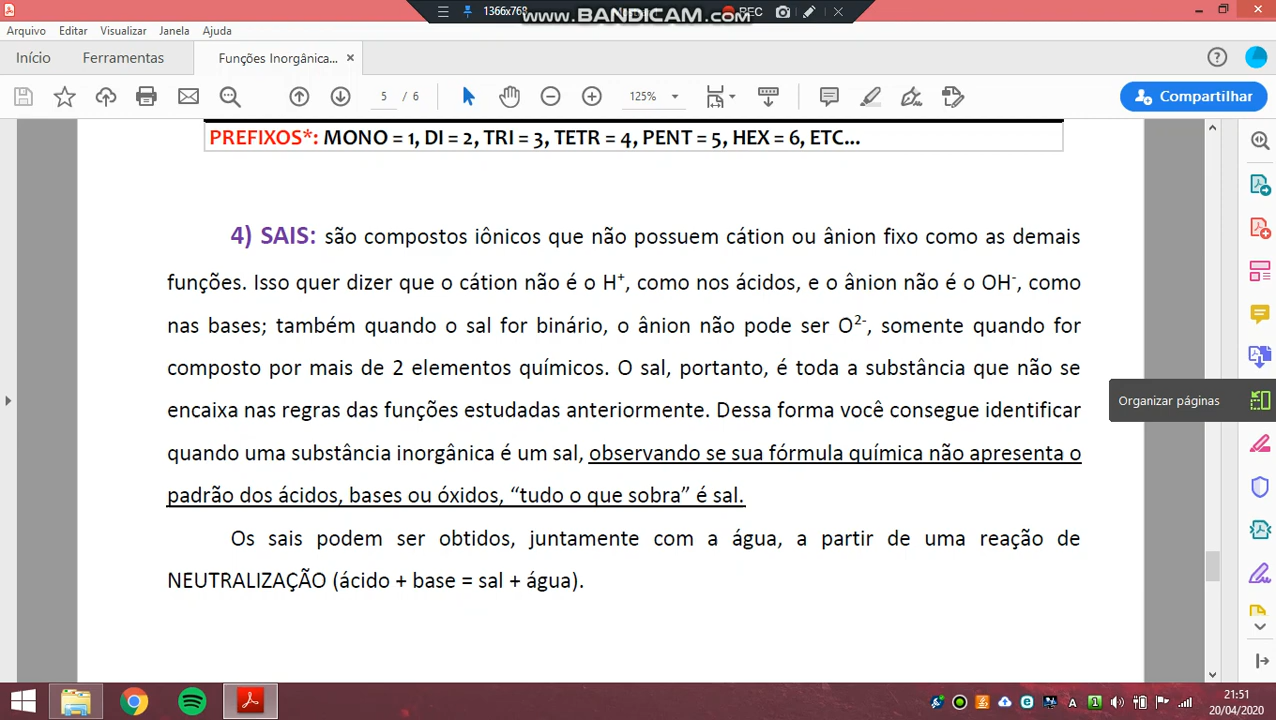 1366x768
REC
www.BANDICAM.com
Arquivo Editar Visualizar Janela Ajuda
Início Ferramentas Funções Inorgânica... ×
5 / 6 125% Compartilhar
PREFIXOS*: MONO = 1, DI = 2, TRI = 3, TETR = 4, PENT = 5, HEX = 6, ETC...
4) SAIS: são compostos iônicos que não possuem cátion ou ânion fixo como as demais
funções. Isso quer dizer que o cátion não é o H⁺, como nos ácidos, e o ânion não é o OH⁻, como
nas bases; também quando o sal for binário, o ânion não pode ser O²⁻, somente quando for
composto por mais de 2 elementos químicos. O sal, portanto, é toda a substância que não se
encaixa nas regras das funções estudadas anteriormente. Dessa forma você consegue identificar
quando uma substância inorgânica é um sal, observando se sua fórmula química não apresenta o
padrão dos ácidos, bases ou óxidos, “tudo o que sobra” é sal.
Organizar páginas
Os sais podem ser obtidos, juntamente com a água, a partir de uma reação de
NEUTRALIZAÇÃO (ácido + base = sal + água).
21:51
20/04/2020